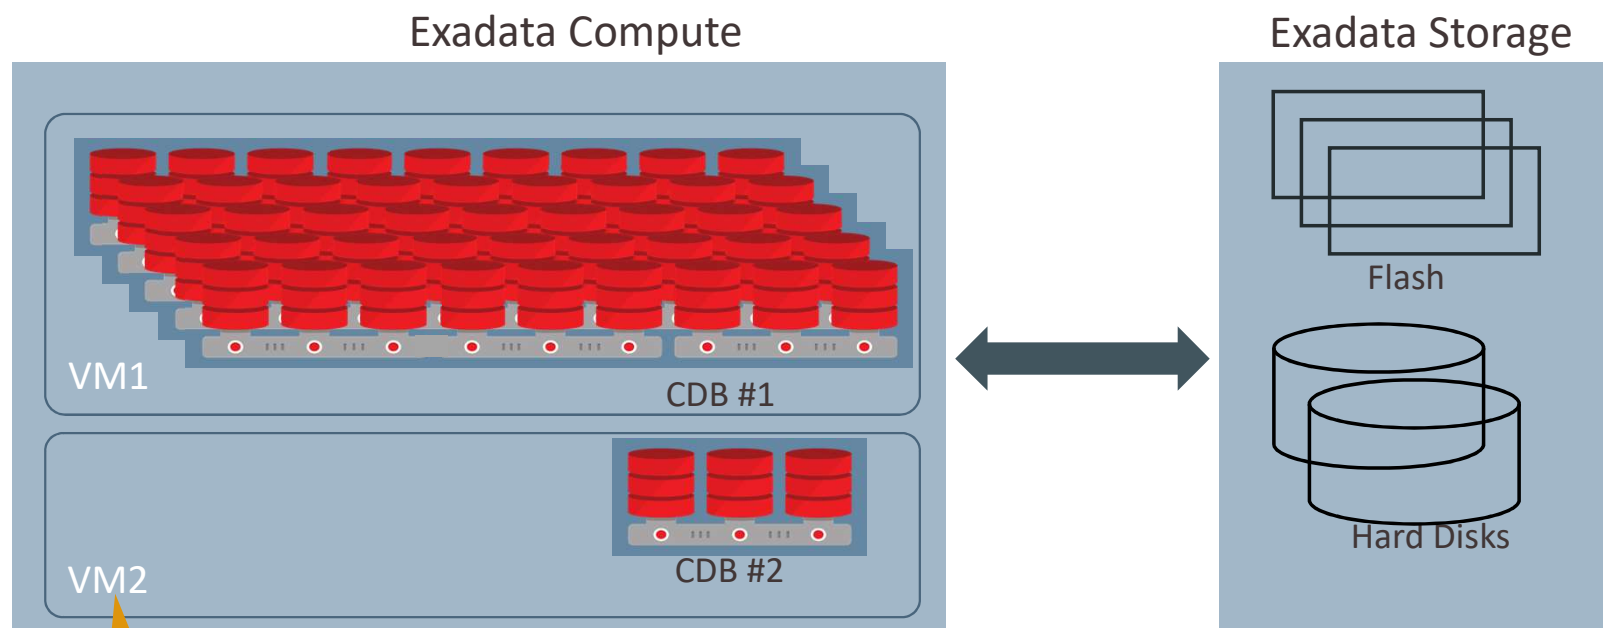 Exadata Compute
Exadata Storage
VM1
CDB #1
Flash
VM2
CDB #2
Hard Disks